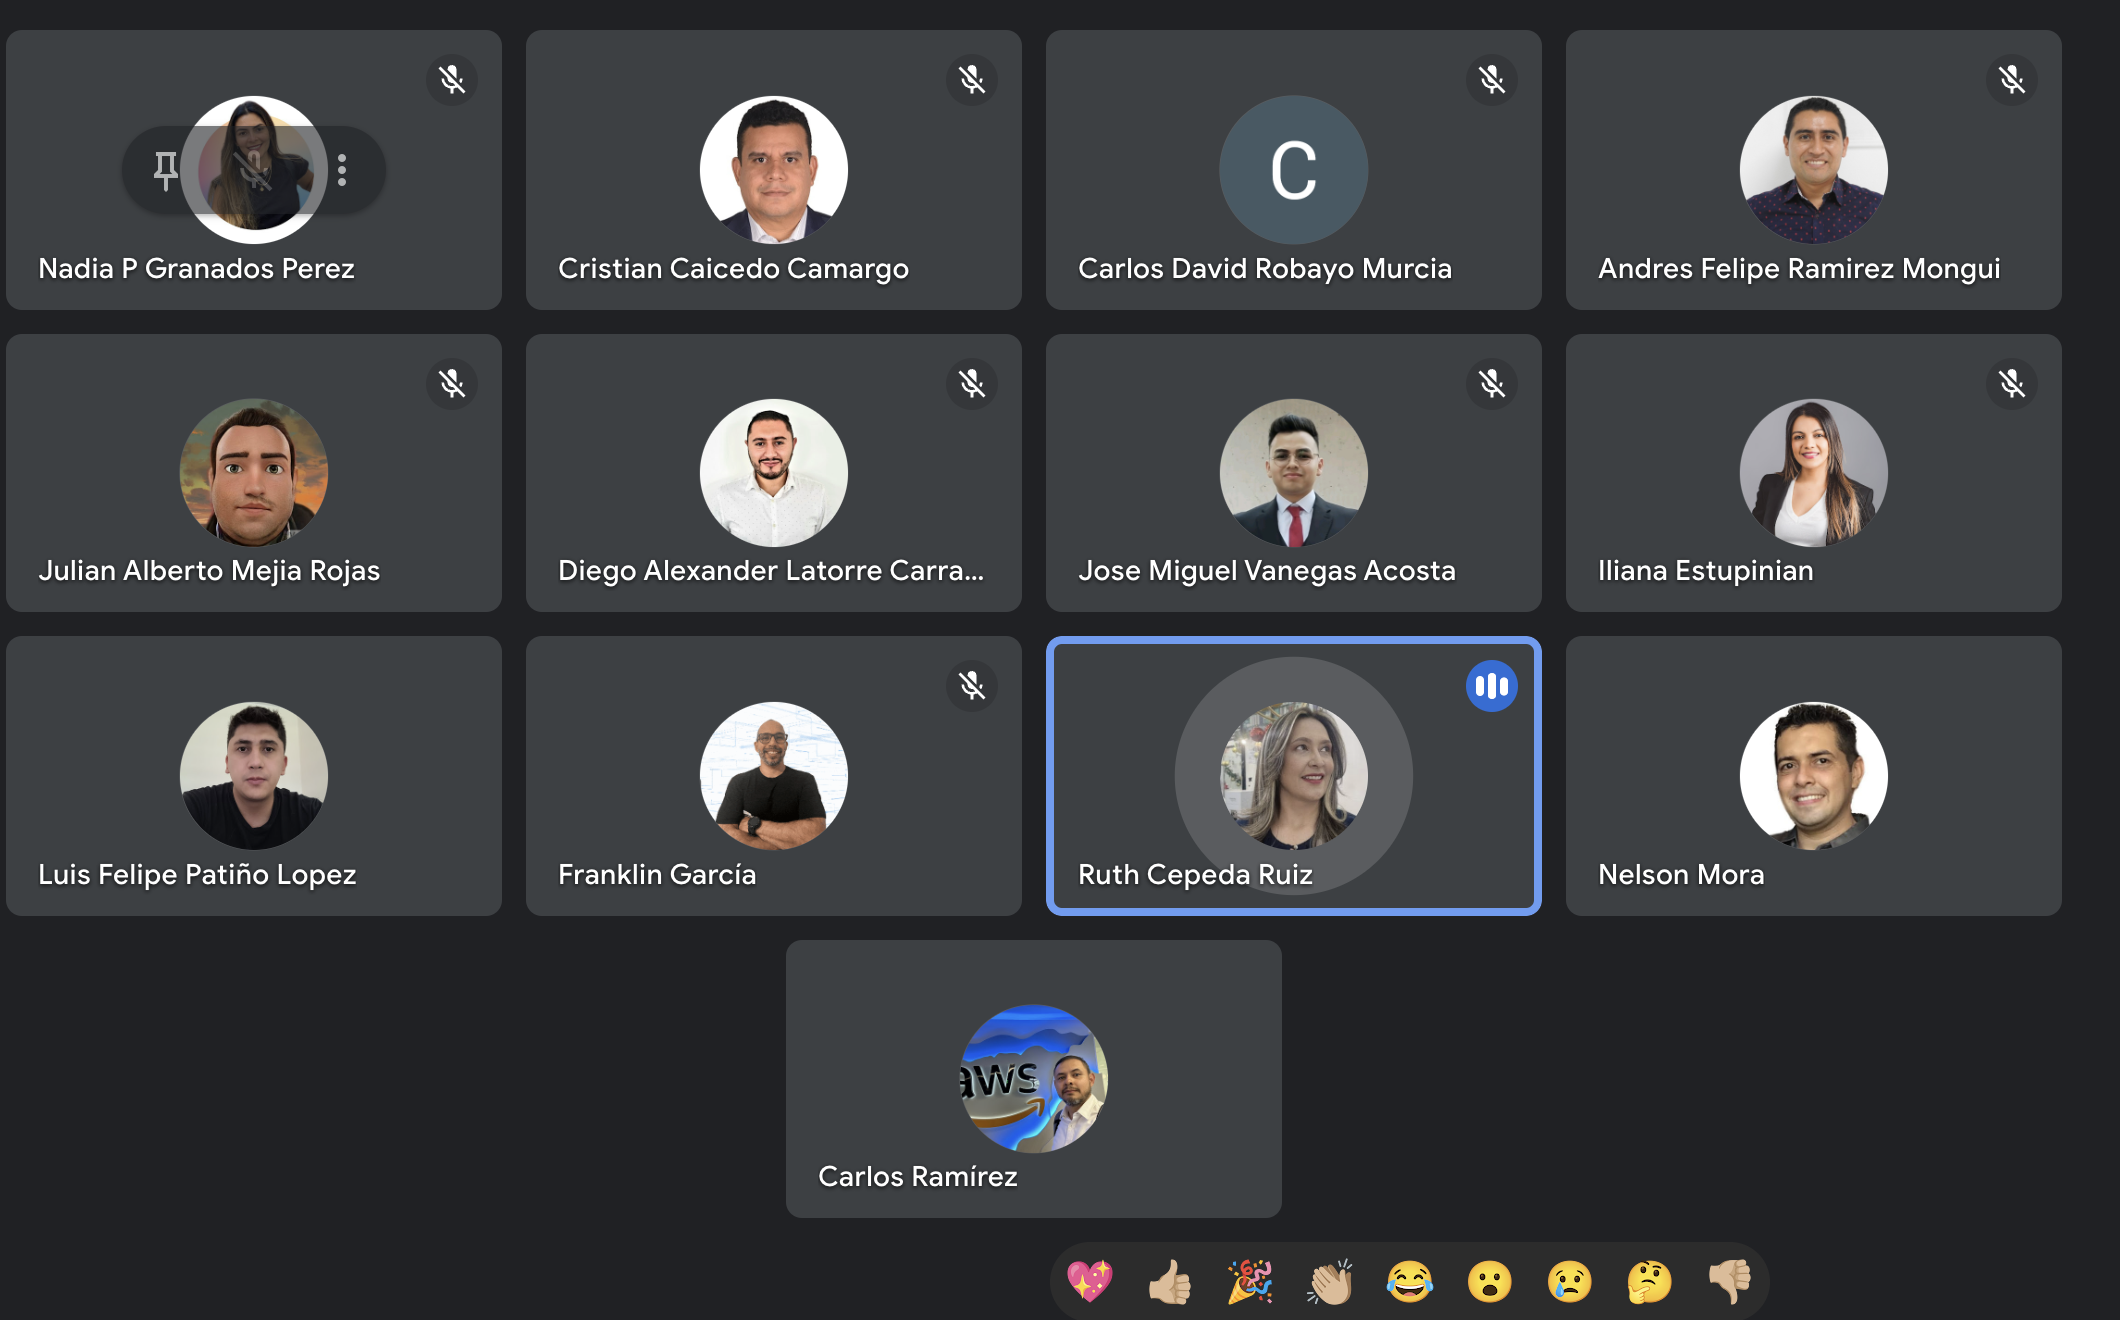 Nadia P Granados Perez
Cristian Caicedo Camargo
C
Carlos David Robayo Murcia
Andres Felipe Ramirez Mongui
Julian Alberto Mejia Rojas
Diego Alexander Latorre Carra...
Jose Miguel Vanegas Acosta
Iliana Estupinian
Luis Felipe Patiño Lopez
Franklin García
Ruth Cepeda Ruiz
Nelson Mora
aws
Carlos Ramírez